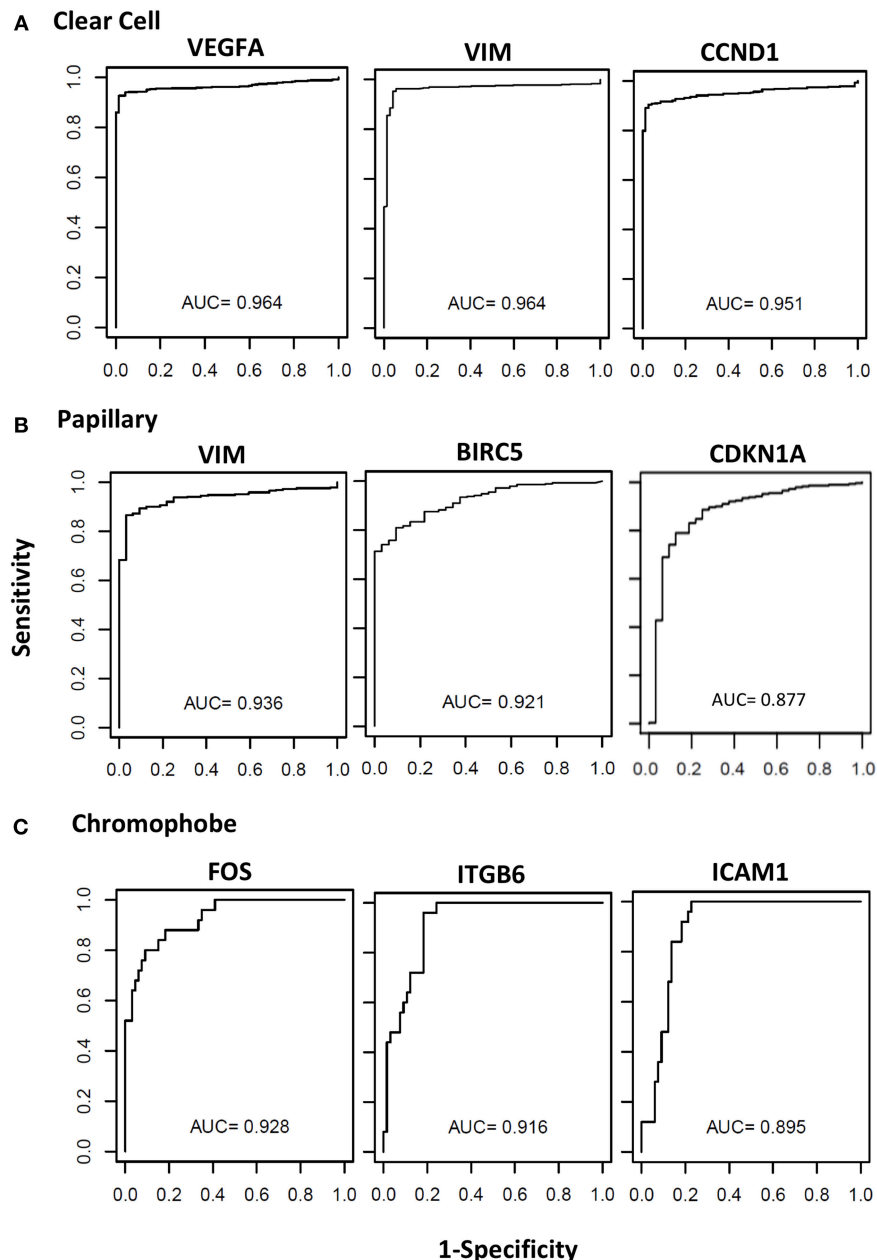 A Clear Cell
VEGFA VIM CCND1
1.0
0.8
0.6
0.4
0.2
0.0
AUC= 0.964 AUC= 0.964 AUC= 0.951
0.0 0.2 0.4 0.6 0.8 1.0 0.0 0.2 0.4 0.6 0.8 1.0 0.0 0.2 0.4 0.6 0.8 1.0
B Papillary
VIM BIRC5 CDKN1A
Sensitivity
1.0
0.8
0.6
0.4
0.2
0.0
AUC= 0.936 AUC= 0.921 AUC= 0.877
0.0 0.2 0.4 0.6 0.8 1.0 0.0 0.2 0.4 0.6 0.8 1.0 0.0 0.2 0.4 0.6 0.8 1.0
C Chromophobe
FOS ITGB6 ICAM1
1.0
0.8
0.6
0.4
0.2
0.0
AUC= 0.928 AUC= 0.916 AUC= 0.895
0.0 0.2 0.4 0.6 0.8 1.0 0.0 0.2 0.4 0.6 0.8 1.0 0.0 0.2 0.4 0.6 0.8 1.0
1-Specificity